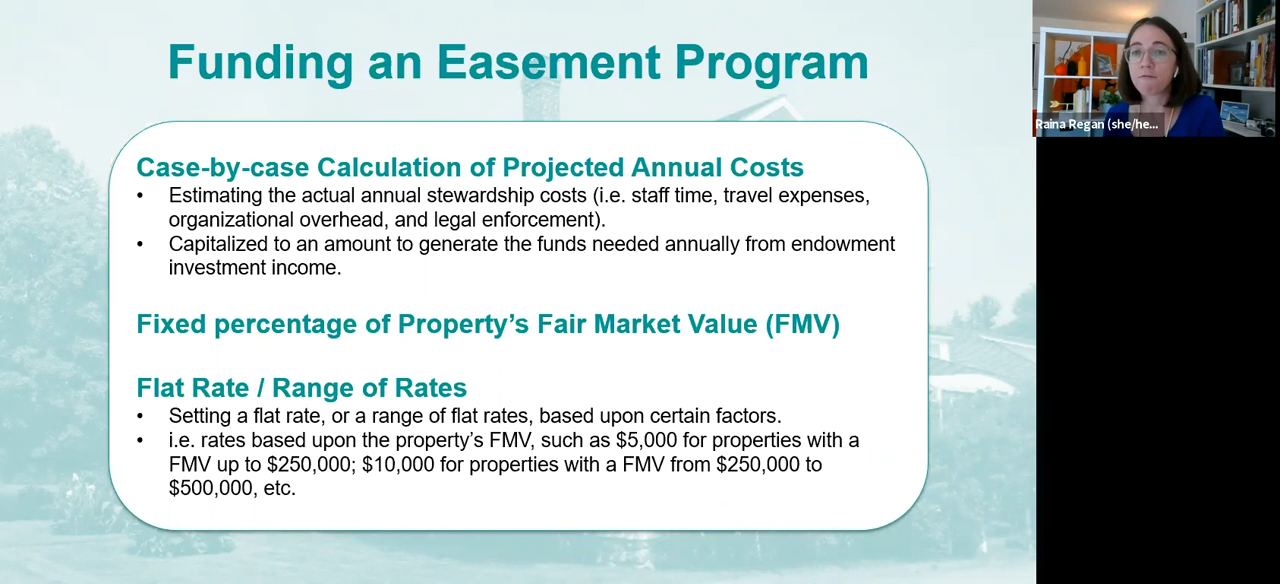 Funding an Easement Program
Raina Regan (she/he...
Case-by-case Calculation of Projected Annual Costs
• Estimating the actual annual stewardship costs (i.e. staff time, travel expenses,
organizational overhead, and legal enforcement).
• Capitalized to an amount to generate the funds needed annually from endowment
investment income.
Fixed percentage of Property’s Fair Market Value (FMV)
Flat Rate / Range of Rates
• Setting a flat rate, or a range of flat rates, based upon certain factors.
• i.e. rates based upon the property’s FMV, such as $5,000 for properties with a
FMV up to $250,000; $10,000 for properties with a FMV from $250,000 to
$500,000, etc.